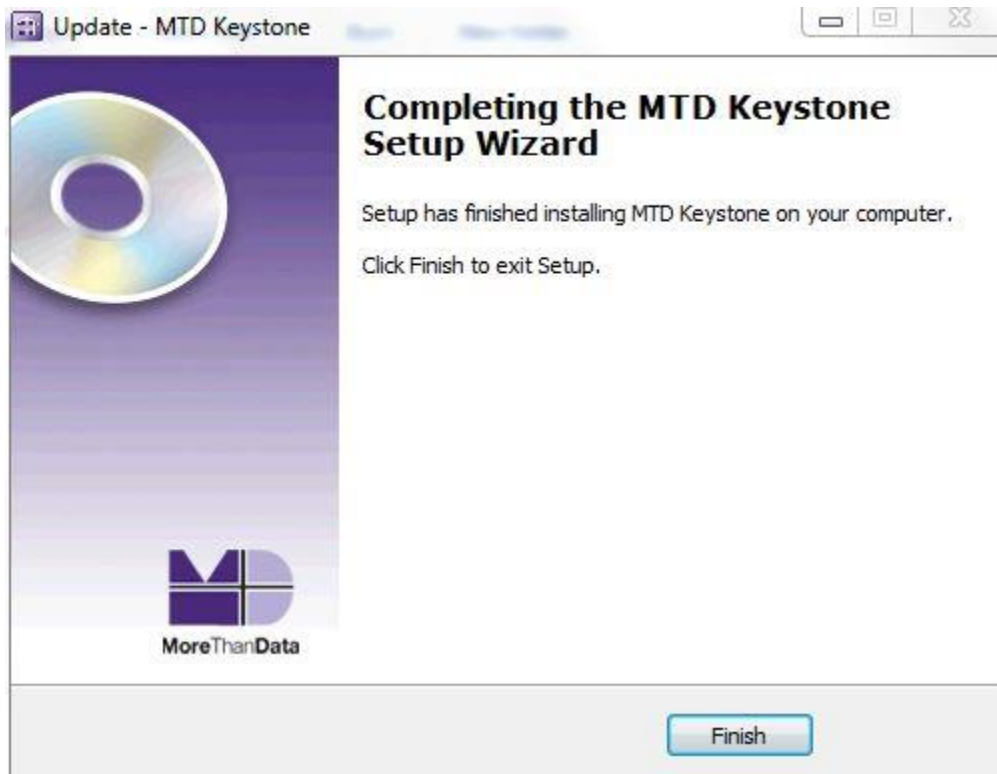 Update - MTD Keystone
Completing the MTD Keystone
Setup Wizard
Setup has finished installing MTD Keystone on your computer.
Click Finish to exit Setup.
MoreThanData
Finish